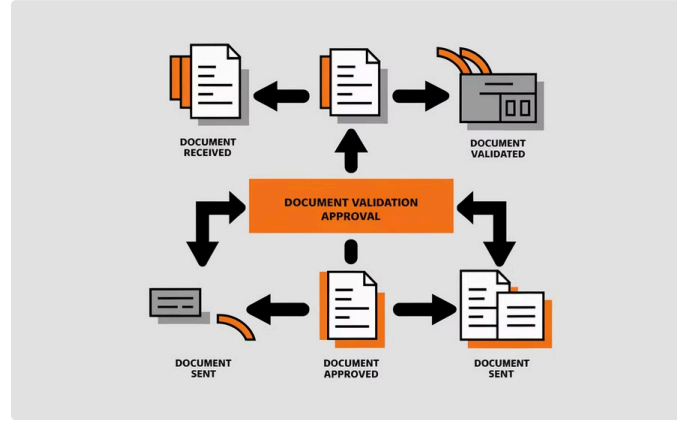 DOCUMENT
RECEIVED
DOCUMENT
VALIDATED
DOCUMENT VALIDATION
APPROVAL
DOCUMENT
SENT
DOCUMENT
APPROVED
DOCUMENT
SENT